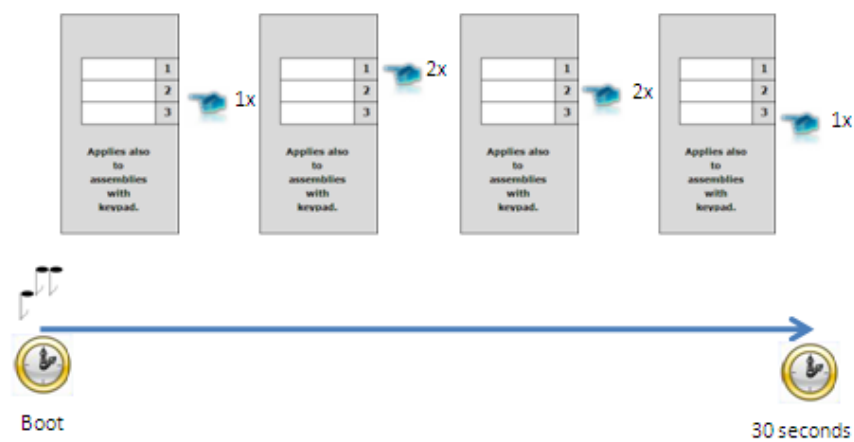 1
2
3
1x
Applies also
to
assemblies
with
keypad.
1
2
3
2x
Applies also
to
assemblies
with
keypad.
1
2
3
2x
Applies also
to
assemblies
with
keypad.
1
2
3
1x
Applies also
to
assemblies
with
keypad.
Boot
30 seconds